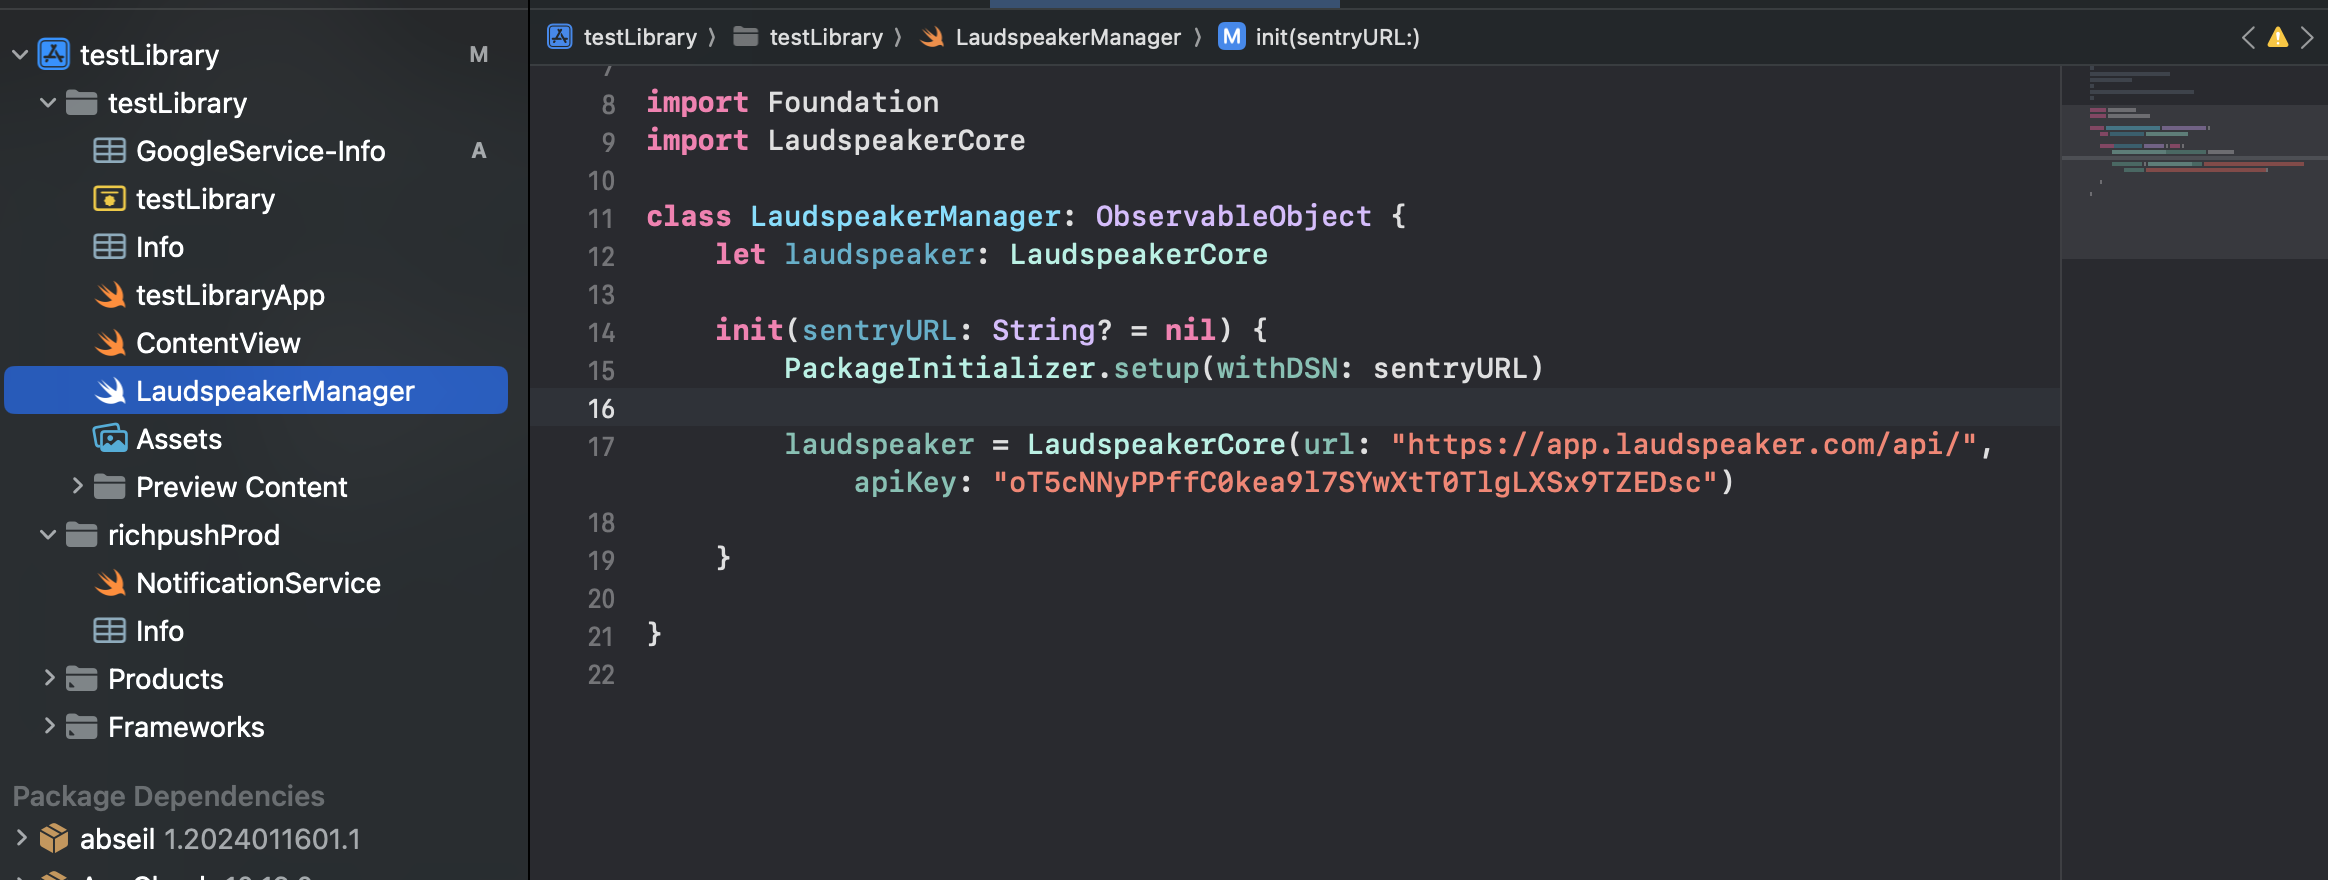 testLibrary M
testLibrary
GoogleService-Info A
testLibrary
Info
testLibraryApp
ContentView
LaudspeakerManager
Assets
Preview Content
richpushProd
NotificationService
Info
Products
Frameworks
Package Dependencies
abseil 1.2024011601.1
testLibrary 〉 testLibrary 〉 LaudspeakerManager 〉 M init(sentryURL:)
7
8 import Foundation
9 import LaudspeakerCore
10
11 class LaudspeakerManager: ObservableObject {
12 let laudspeaker: LaudspeakerCore
13
14 init(sentryURL: String? = nil) {
15 PackageInitializer.setup(withDSN: sentryURL)
16
17 laudspeaker = LaudspeakerCore(url: "https://app.laudspeaker.com/api/",
apiKey: "oT5cNNyPPffC0kea9l7SYwXtT0TlgLXSx9TZEDsc")
18
19 }
20
21 }
22